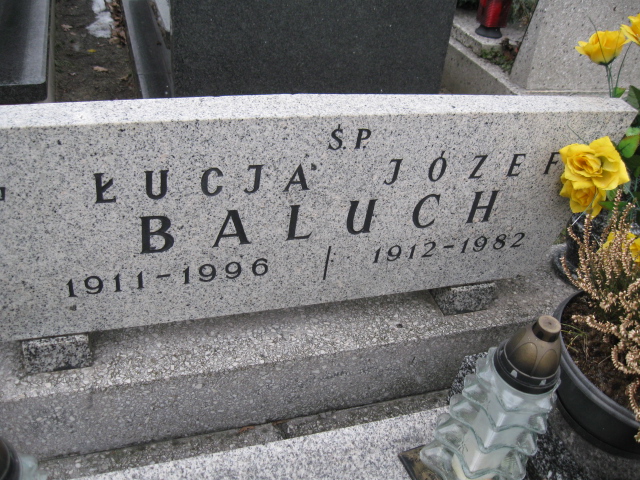 Ś.P
ŁUCJA JÓZEF
BALUCH
1911-1996 / 1912-1982